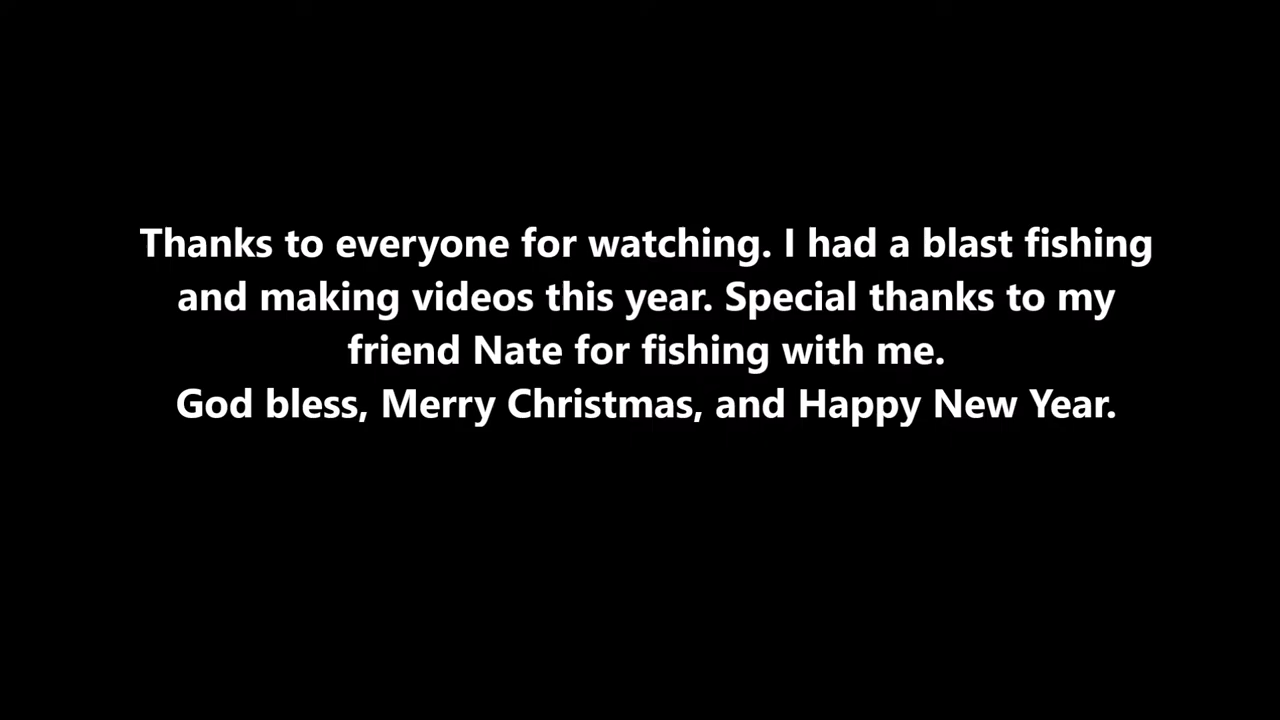 Thanks to everyone for watching. I had a blast fishing
and making videos this year. Special thanks to my
friend Nate for fishing with me.
God bless, Merry Christmas, and Happy New Year.